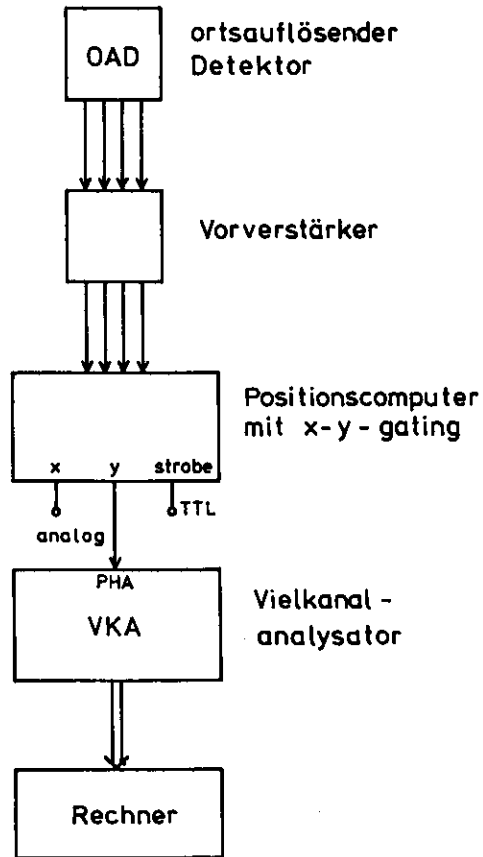 OAD
ortsauflösender
Detektor
Vorverstärker
Positionscomputer
mit x-y-gating
x y strobe
analog
TTL
PHA
VKA
Vielkanal-
analysator
Rechner